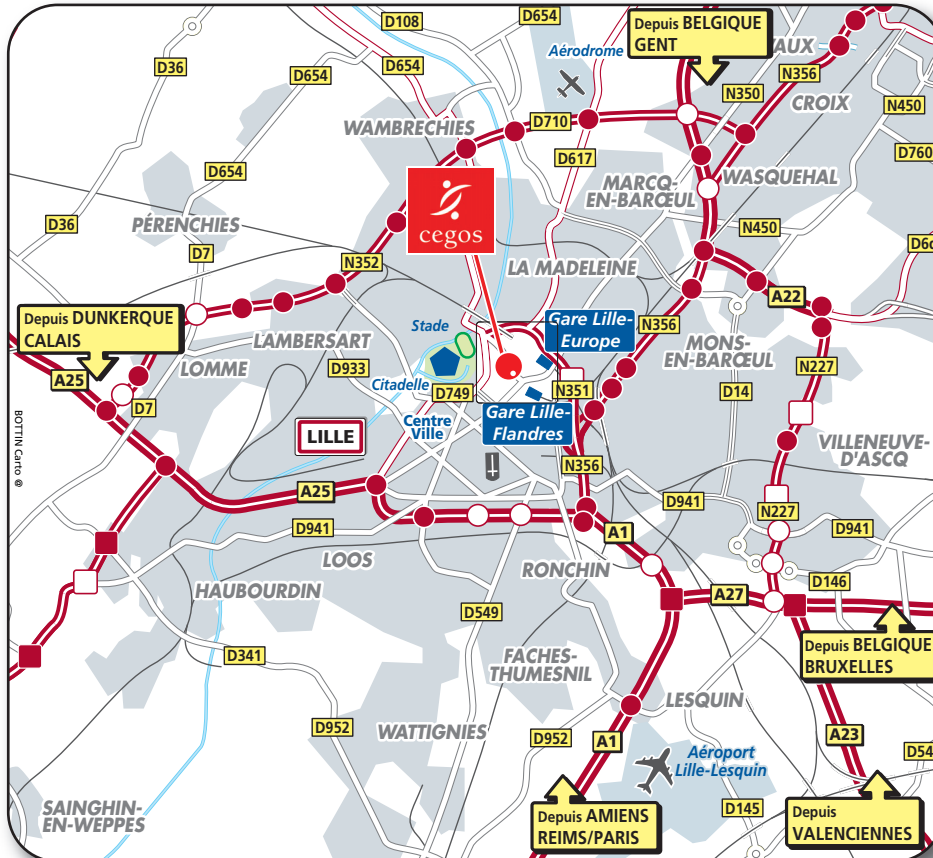 D108
D654
Depuis BELGIQUE
GENT
VAUX
D36
D654
D654
Aérodrome
N356
N350
CROIX
N450
WAMBRECHIES
D710
D617
D760
D654
MARCQ-
EN-BARŒUL
WASQUEHAL
cegos
D36
PÉRENCHIES
N450
D7
N352
LA MADELEINE
A22
Depuis DUNKERQUE
CALAIS
Stade
Gare Lille-
Europe
N356
LAMBERSART
MONS-
EN-BARŒUL
LOMME
D933
N227
A25
Citadelle
D749
N351
D14
D7
BOTTIN Carto @
Centre
Ville
Gare Lille-
Flandres
LILLE
VILLENEUVE-
D'ASCQ
N356
A25
D941
N227
D941
A1
D941
LOOS
RONCHIN
HAUBOURDIN
D146
A27
D549
Depuis BELGIQUE
BRUXELLES
D341
FACHES-
THUMESNIL
LESQUIN
D952
WATTIGNIES
D952
A1
A23
Aéroport
Lille-Lesquin
D54
SAINGHIN-
EN-WEPPES
Depuis AMIENS
REIMS/PARIS
D145
Depuis
VALENCIENNES